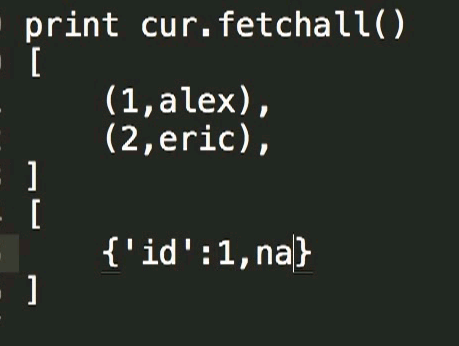 print cur.fetchall()
[
(1,alex),
(2,eric),
]
[
{'id':1,na}
]